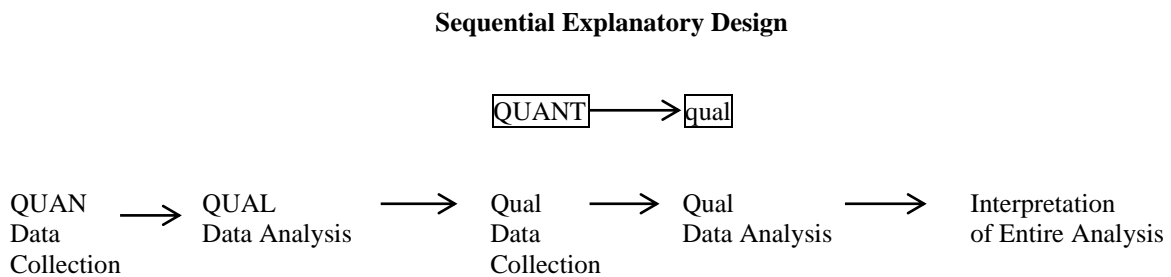 Sequential Explanatory Design
QUANT qual
QUAN QUAL Qual Qual Interpretation
Data Data Analysis Data Data Analysis of Entire Analysis
Collection Collection